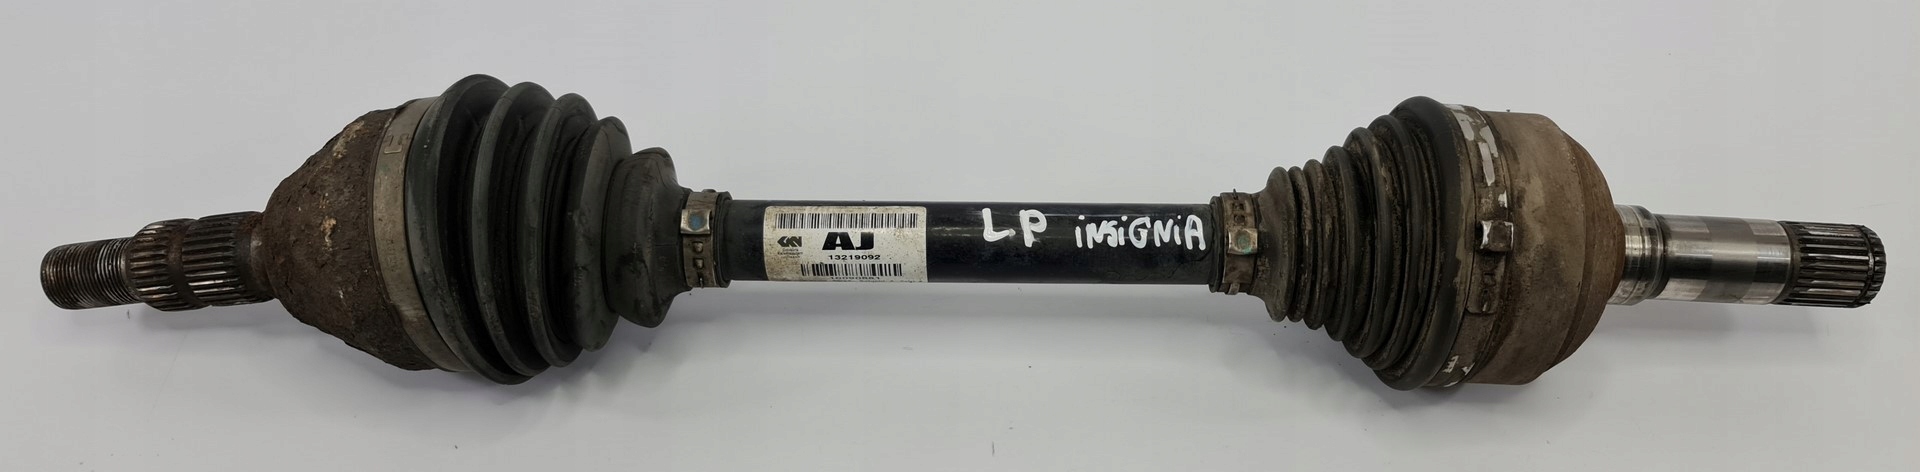 GKN
AJ
13219092
LP iNSiGNiA